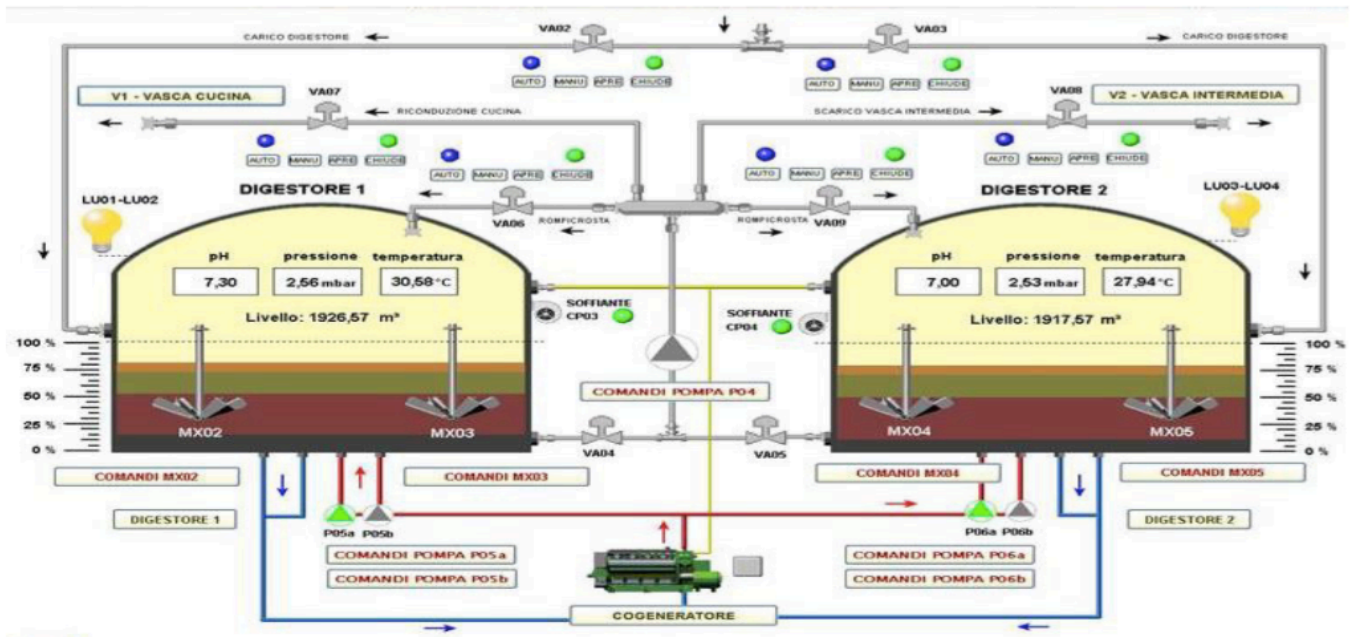 VA02
VA03
CARICO DIGESTORE
CARICO DIGESTORE
AUTO MANU APRE CHIUDE
AUTO MANU APRE CHIUDE
V1 - VASCA CUCINA
VA07
VA08
V2 - VASCA INTERMEDIA
RICONDUZIONE CUCINA
SCARICO VASCA INTERMEDIA
AUTO MANU APRE CHIUDE
AUTO MANU APRE CHIUDE
AUTO MANU APRE CHIUDE
AUTO MANU APRE CHIUDE
DIGESTORE 1
DIGESTORE 2
LU01-LU02
LU03-LU04
VA06
ROMPICROSTA
ROMPICROSTA
VA09
pH pressione temperatura
7,30 2,56 mbar 30,58 °C
Livello: 1926,57 m³
pH pressione temperatura
7,00 2,53 mbar 27,94 °C
Livello: 1917,57 m³
SOFFIANTE
CP03
SOFFIANTE
CP04
100 %
75 %
50 %
25 %
0 %
100 %
75 %
50 %
25 %
0 %
COMANDI POMPA P04
MX02
MX03
MX04
MX05
VA04
VA05
COMANDI MX02
COMANDI MX03
COMANDI MX04
COMANDI MX05
DIGESTORE 1
DIGESTORE 2
P05a P05b
P06a P06b
COMANDI POMPA P05a
COMANDI POMPA P05b
COMANDI POMPA P06a
COMANDI POMPA P06b
COGENERATORE